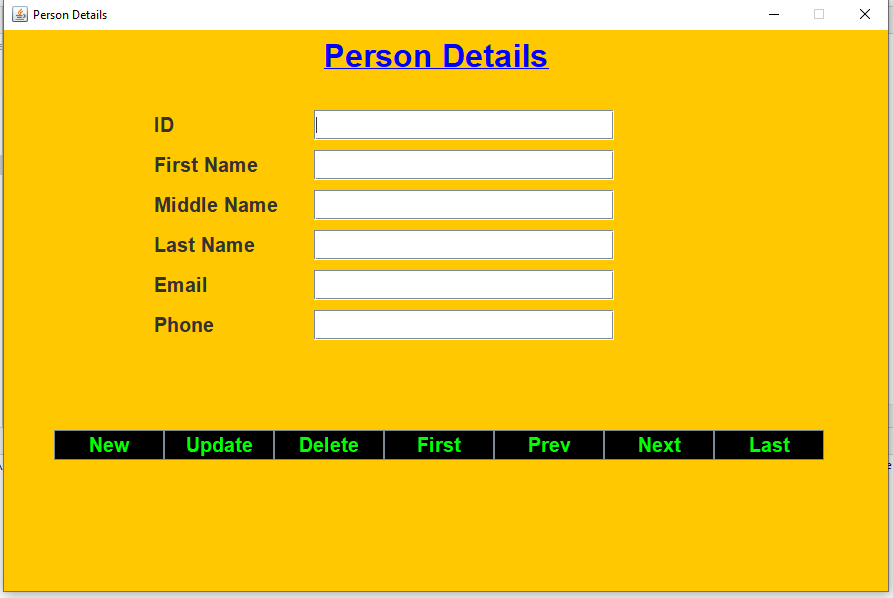 Person Details
Person Details
ID
First Name
Middle Name
Last Name
Email
Phone
New Update Delete First Prev Next Last